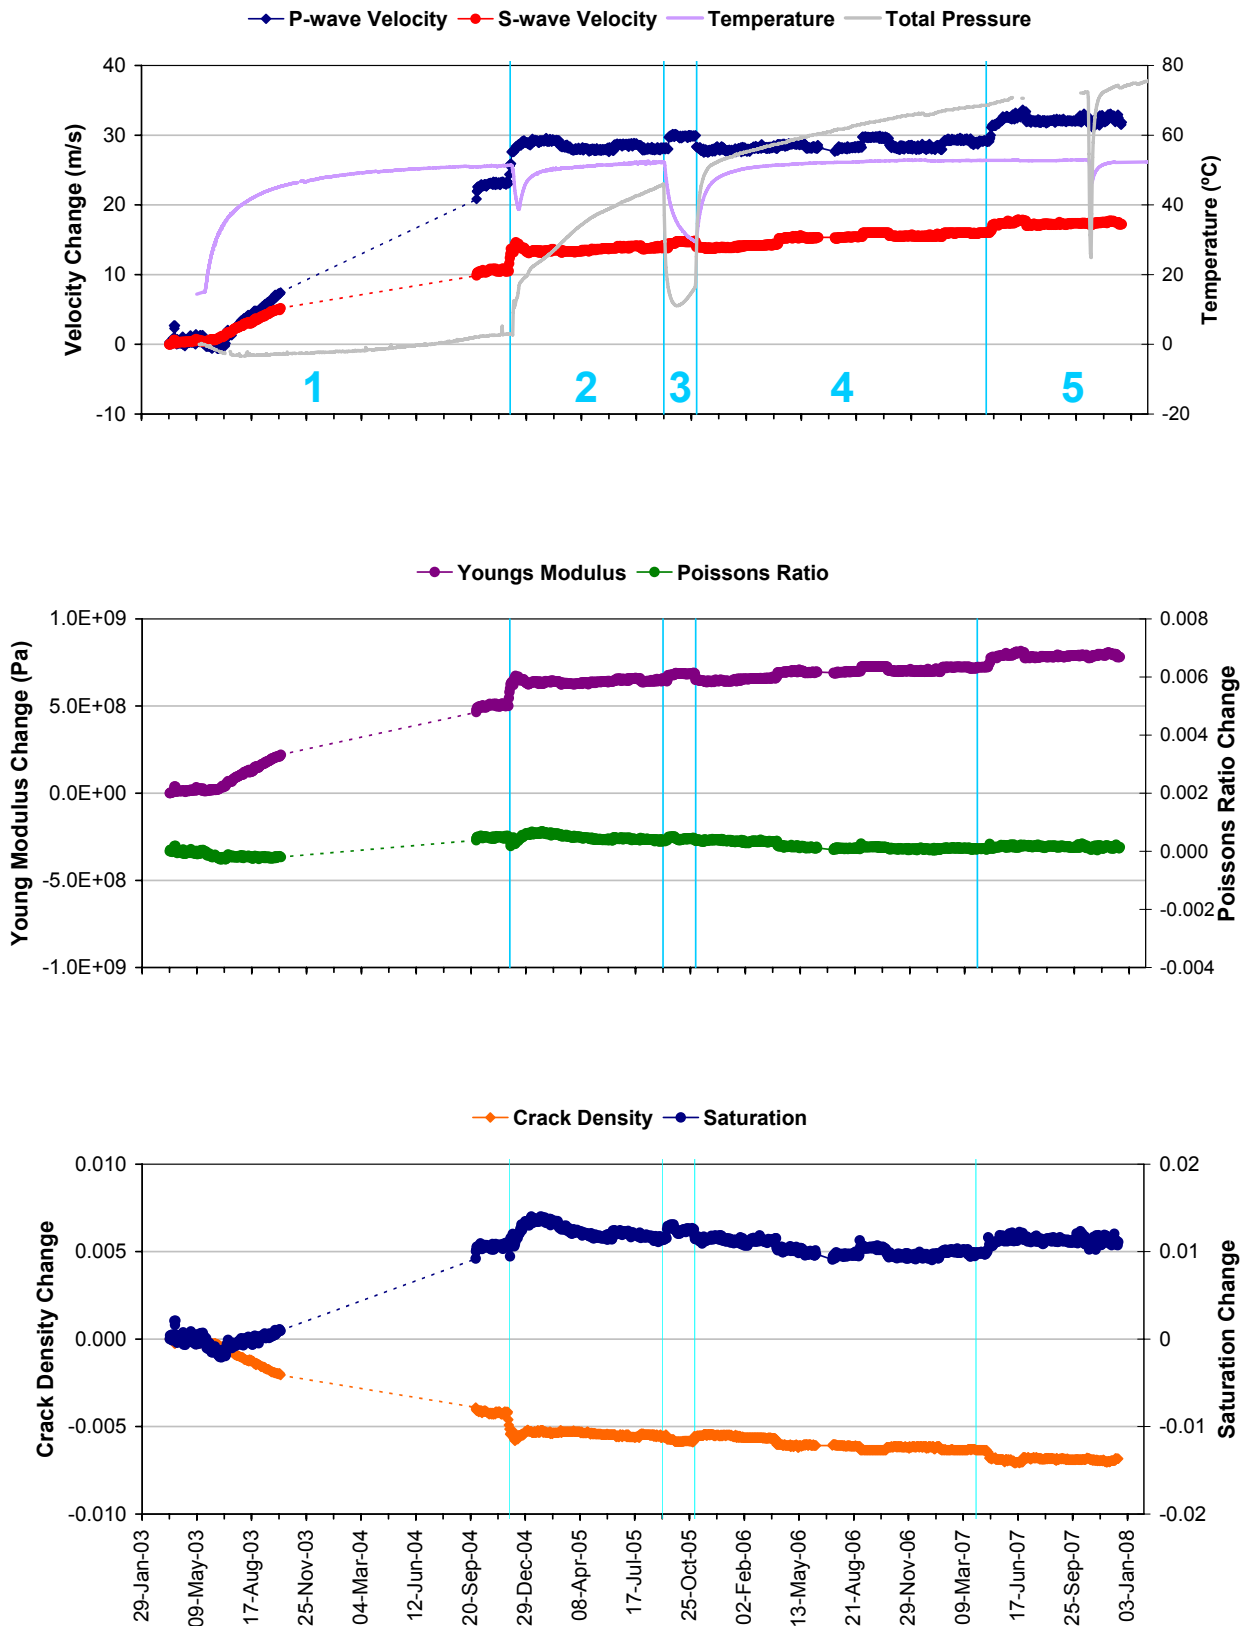 P-wave Velocity S-wave Velocity Temperature Total Pressure
40 80
30 60
20 40
10 20
0 0
-10 -20
Velocity Change (m/s)
Temperature (ºC)
1 2 3 4 5
Youngs Modulus Poissons Ratio
1.0E+09 0.008
0.006
5.0E+08 0.004
0.0E+00 0.002
0.000
-5.0E+08 -0.002
-1.0E+09 -0.004
Young Modulus Change (Pa)
Poissons Ratio Change
Crack Density Saturation
0.010 0.02
0.005 0.01
0.000 0
-0.005 -0.01
-0.010 -0.02
Crack Density Change
Saturation Change
29-Jan-03
09-May-03
17-Aug-03
25-Nov-03
04-Mar-04
12-Jun-04
20-Sep-04
29-Dec-04
08-Apr-05
17-Jul-05
25-Oct-05
02-Feb-06
13-May-06
21-Aug-06
29-Nov-06
09-Mar-07
17-Jun-07
25-Sep-07
03-Jan-08